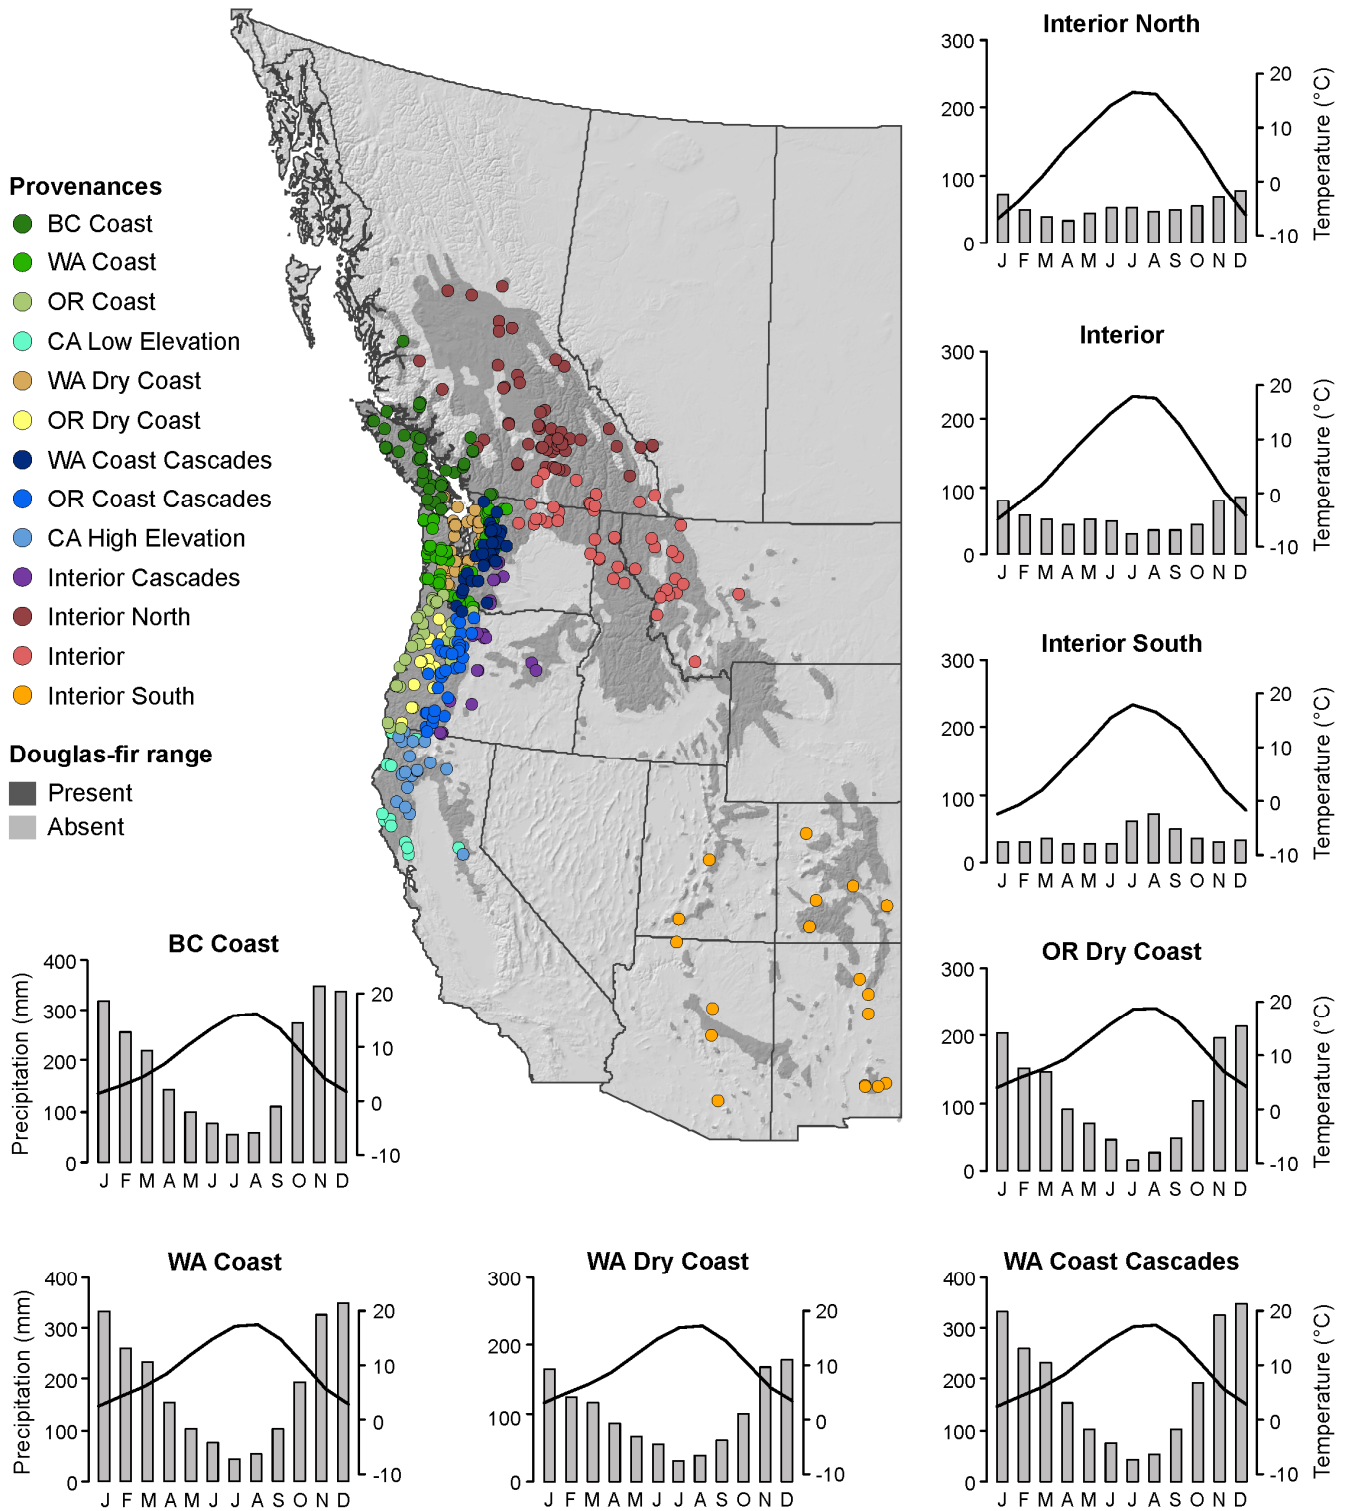 Provenances
BC Coast
WA Coast
OR Coast
CA Low Elevation
WA Dry Coast
OR Dry Coast
WA Coast Cascades
OR Coast Cascades
CA High Elevation
Interior Cascades
Interior North
Interior
Interior South
Douglas-fir range
Present
Absent
Interior North
300
200
100
0
20
10
0
-10
Temperature (°C)
J F M A M J J A S O N D
Interior
300
200
100
0
20
10
0
-10
Temperature (°C)
J F M A M J J A S O N D
Interior South
300
200
100
0
20
10
0
-10
Temperature (°C)
J F M A M J J A S O N D
BC Coast
Precipitation (mm)
400
300
200
100
0
20
10
0
-10
J F M A M J J A S O N D
OR Dry Coast
300
200
100
0
20
10
0
-10
Temperature (°C)
J F M A M J J A S O N D
WA Coast
Precipitation (mm)
400
300
200
100
0
20
10
0
-10
J F M A M J J A S O N D
WA Dry Coast
300
200
100
0
20
10
0
-10
J F M A M J J A S O N D
WA Coast Cascades
400
300
200
100
0
20
10
0
-10
Temperature (°C)
J F M A M J J A S O N D